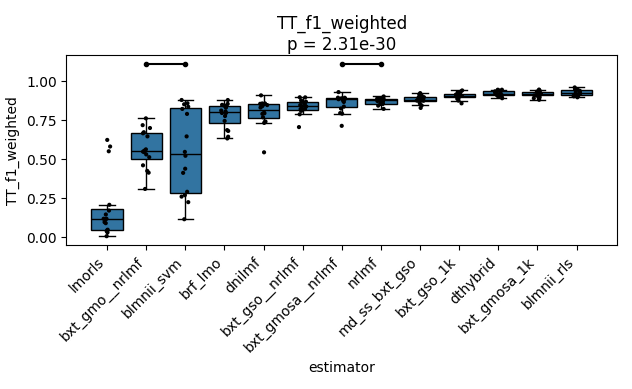 TT_f1_weighted
p = 2.31e-30
TT_f1_weighted
1.00
0.75
0.50
0.25
0.00
lmorls
bxt_gmo__nrlmf
blmnii_svm
brf_lmo
dnilmf
bxt_gso__nrlmf
bxt_gmosa__nrlmf
nrlmf
md_ss_bxt_gso
bxt_gso_1k
dthybrid
bxt_gmosa_1k
blmnii_rls
estimator